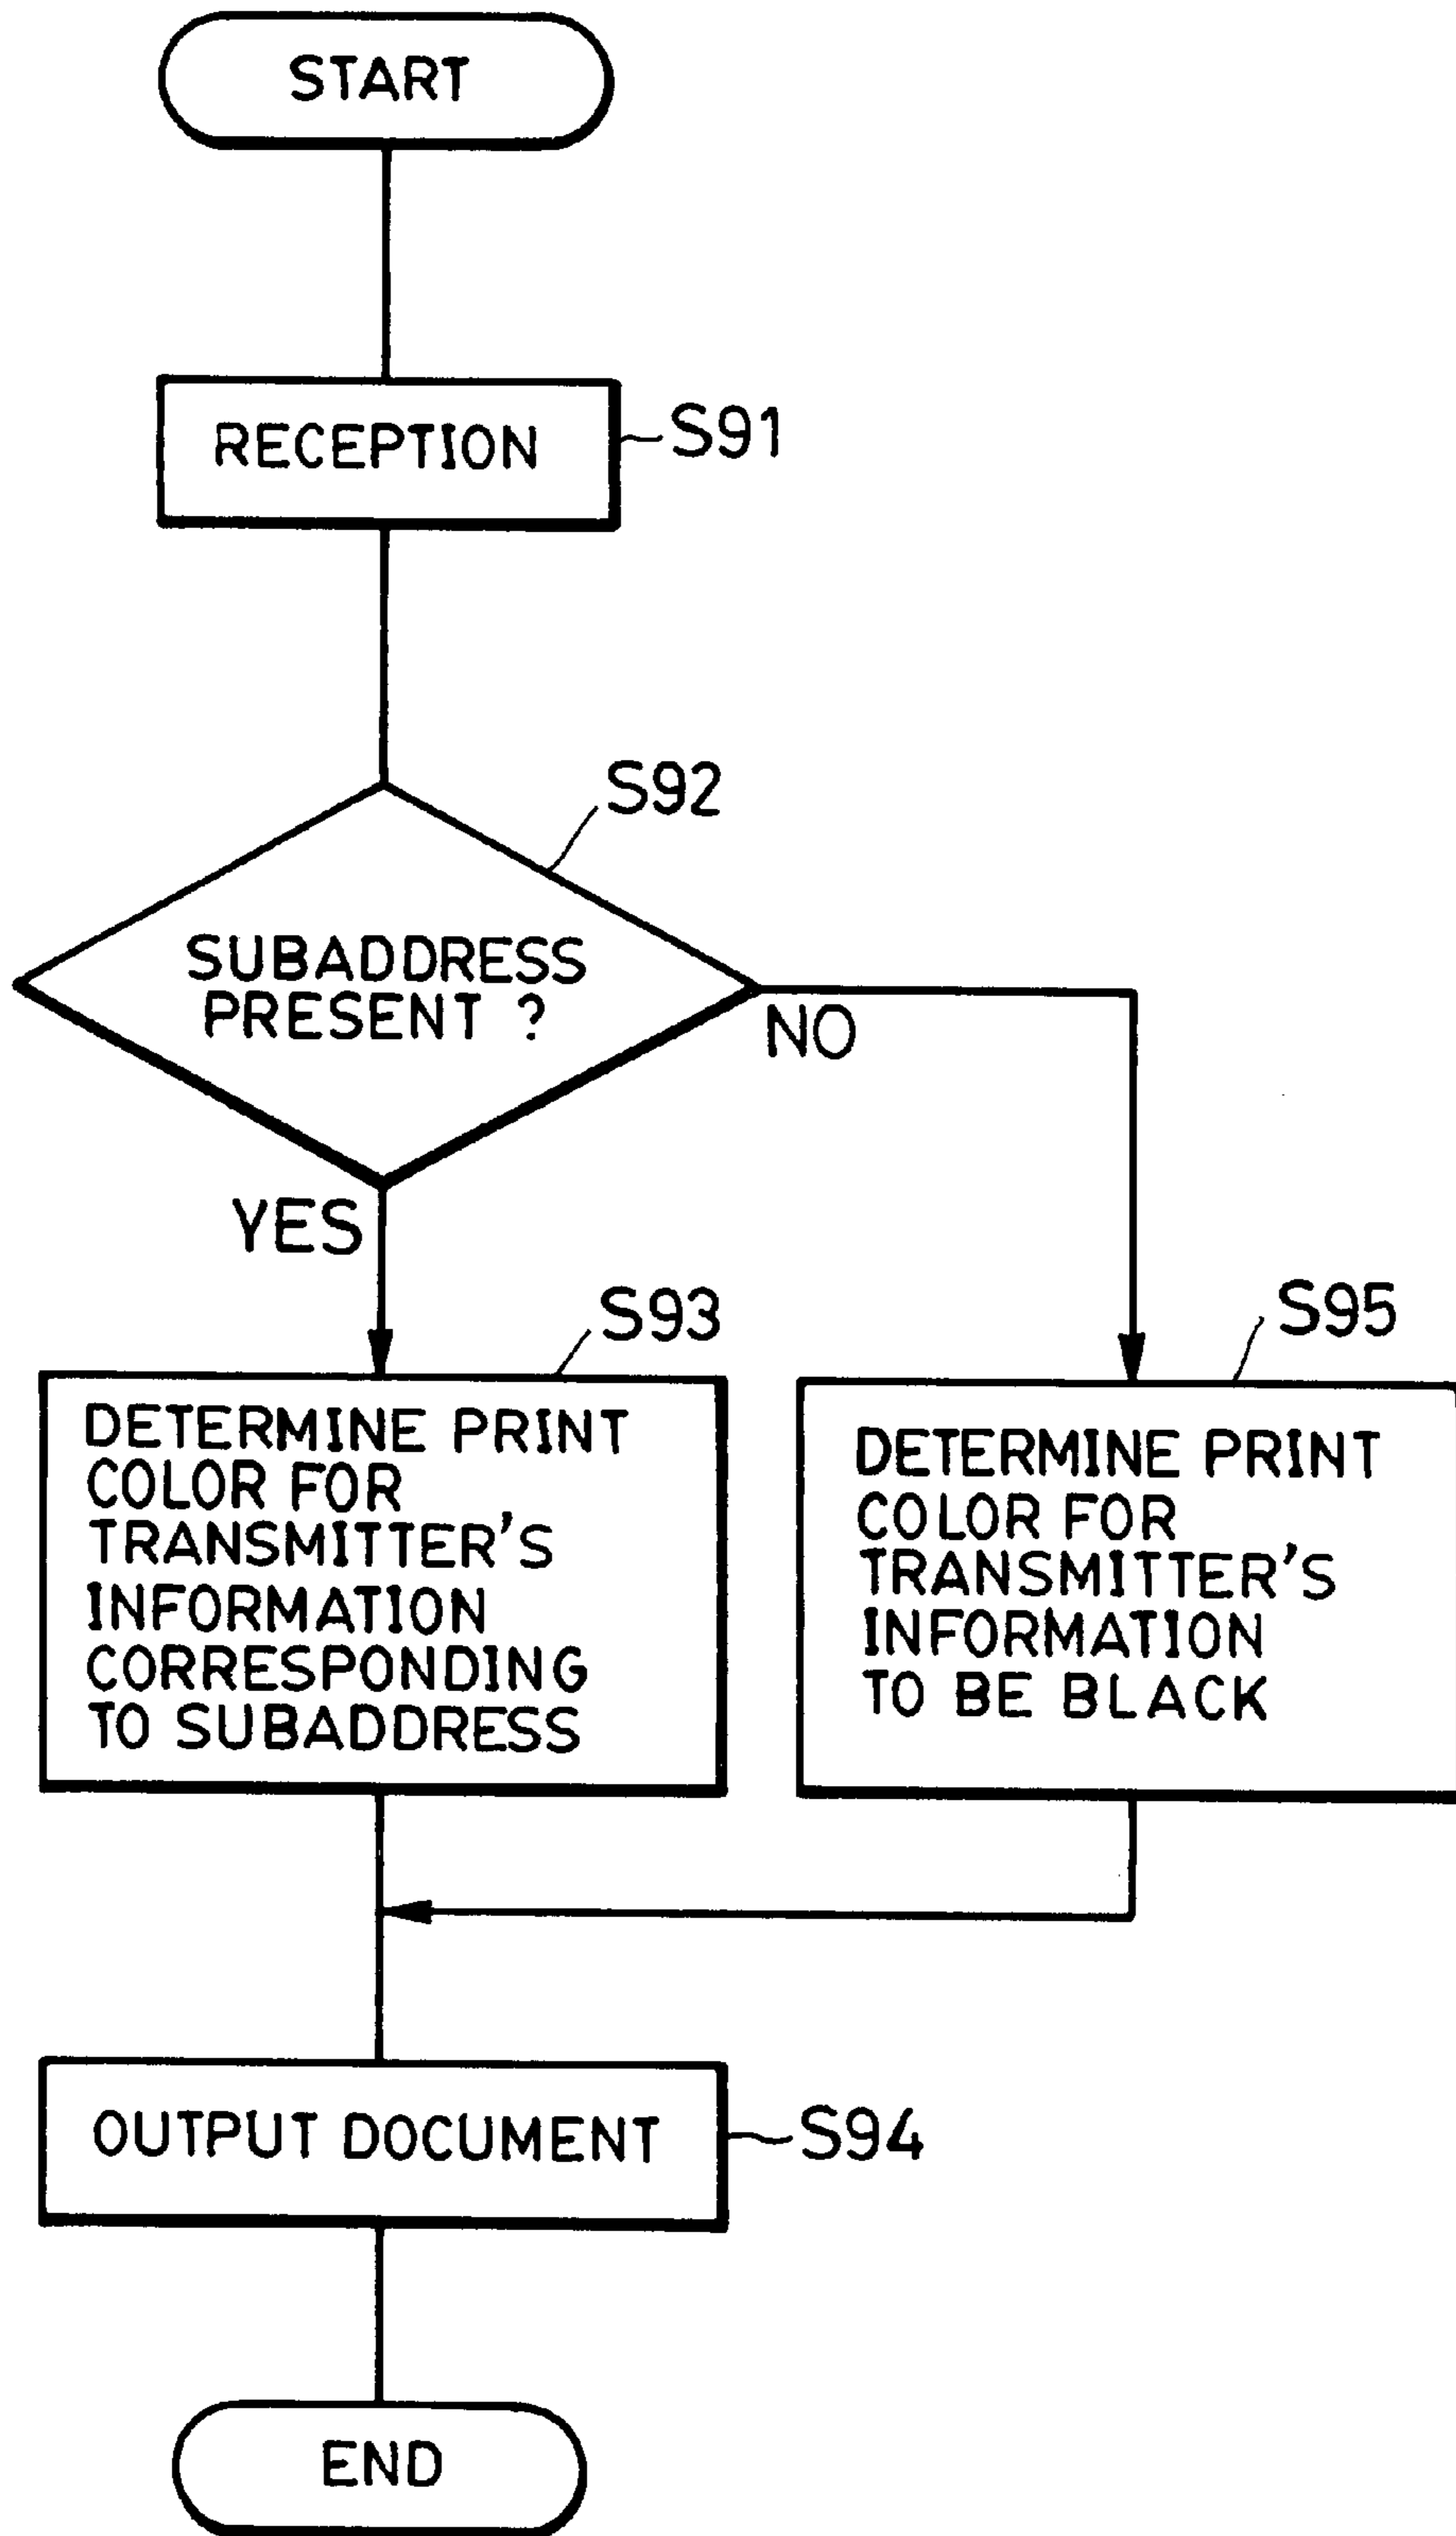 START
RECEPTION
S91
S92
SUBADDRESS
PRESENT ?
NO
YES
S93
DETERMINE PRINT
COLOR FOR
TRANSMITTER'S
INFORMATION
CORRESPONDING
TO SUBADDRESS
S95
DETERMINE PRINT
COLOR FOR
TRANSMITTER'S
INFORMATION
TO BE BLACK
OUTPUT DOCUMENT
S94
END